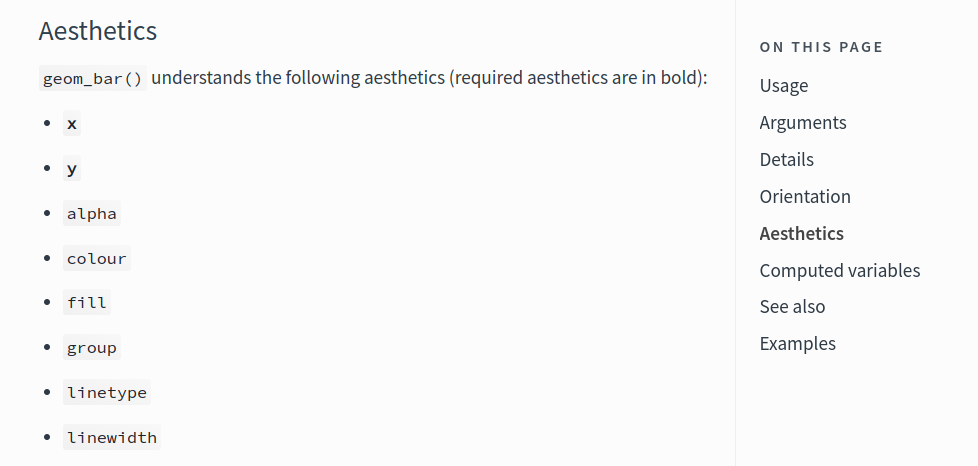 Aesthetics
geom_bar() understands the following aesthetics (required aesthetics are in bold):
x
y
alpha
colour
fill
group
linetype
linewidth
ON THIS PAGE
Usage
Arguments
Details
Orientation
Aesthetics
Computed variables
See also
Examples